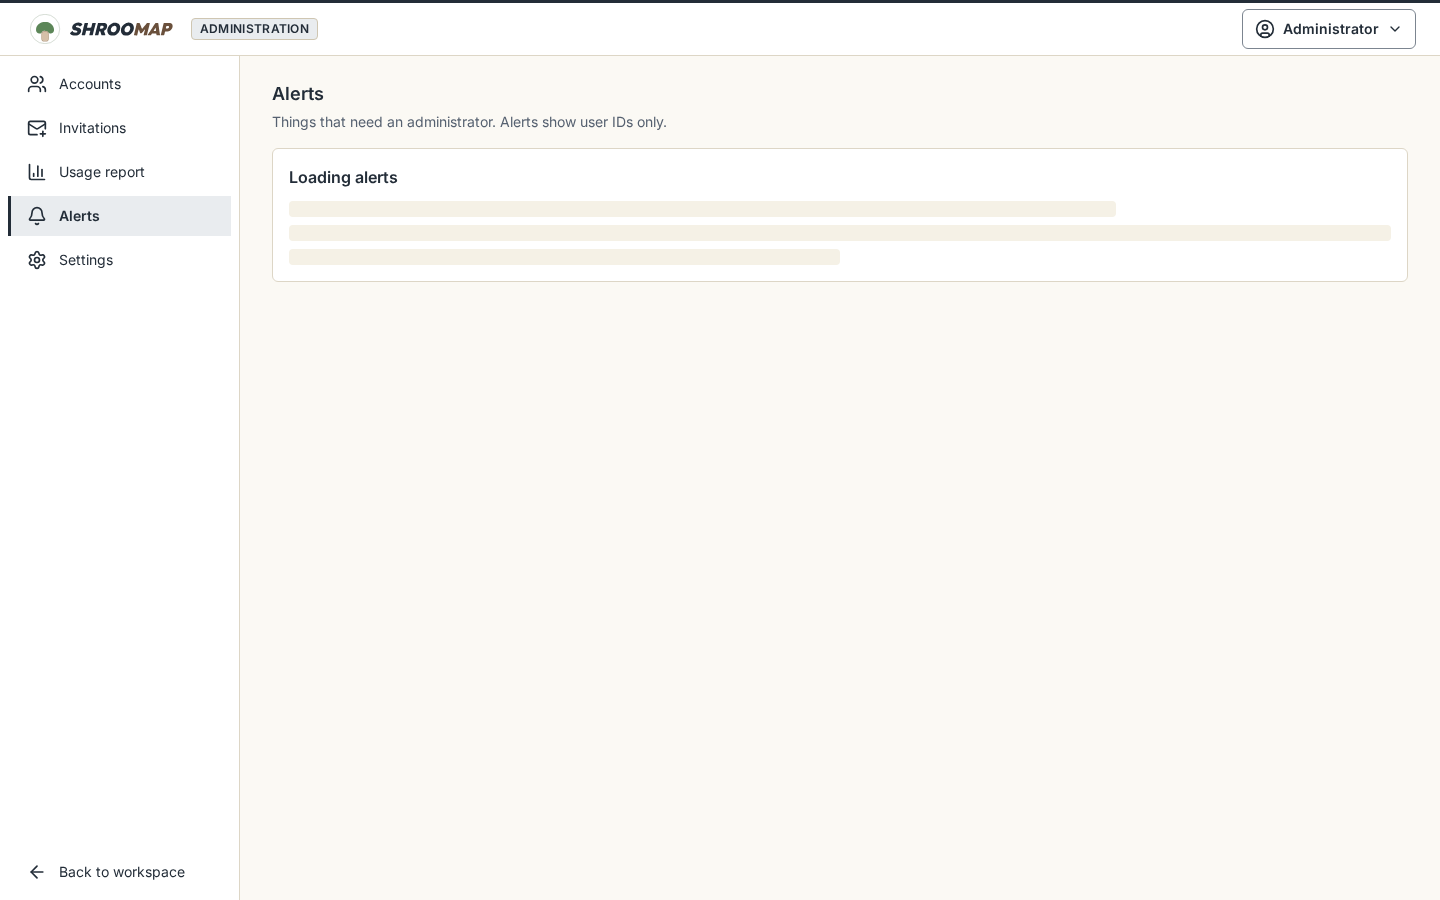 SHROOMAP
ADMINISTRATION
Administrator
Accounts
Invitations
Usage report
Alerts
Settings
Back to workspace
Alerts
Things that need an administrator. Alerts show user IDs only.
Loading alerts